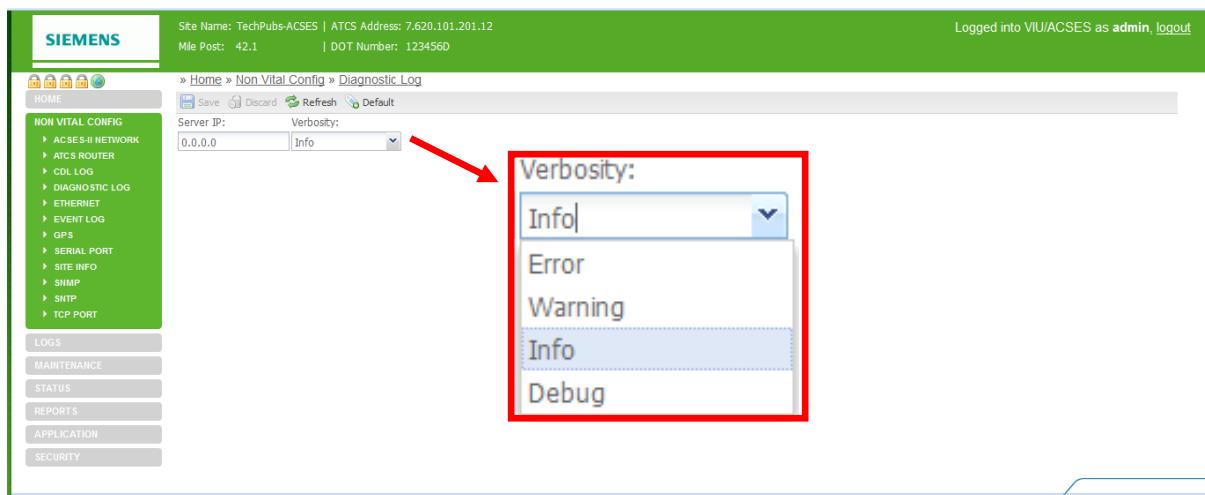 SIEMENS
Site Name: TechPubs-ACSES | ATCS Address: 7.620.101.201.12
Mile Post: 42.1 | DOT Number: 123456D
Logged into VIU/ACSES as admin, logout
» Home » Non Vital Config » Diagnostic Log
Save Discard Refresh Default
HOME
NON VITAL CONFIG
ACSES-II NETWORK
ATCS ROUTER
CDL LOG
DIAGNOSTIC LOG
ETHERNET
EVENT LOG
GPS
SERIAL PORT
SITE INFO
SNMP
SNTP
TCP PORT
LOGS
MAINTENANCE
STATUS
REPORTS
APPLICATION
SECURITY
Server IP: Verbosity:
0.0.0.0 Info
Verbosity:
Info
Error
Warning
Info
Debug